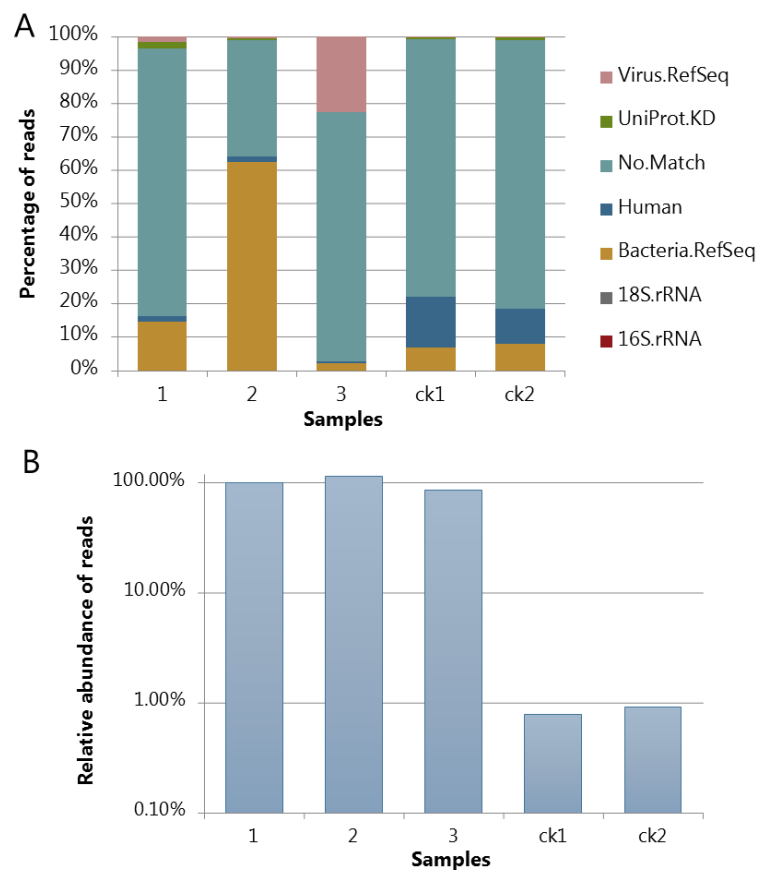 A
100%
90%
80%
70%
60%
50%
40%
30%
20%
10%
0%
Percentage of reads
1 2 3 ck1 ck2
Samples
Virus.RefSeq
UniProt.KD
No.Match
Human
Bacteria.RefSeq
18S.rRNA
16S.rRNA
B
100.00%
10.00%
1.00%
0.10%
Relative abundance of reads
1 2 3 ck1 ck2
Samples